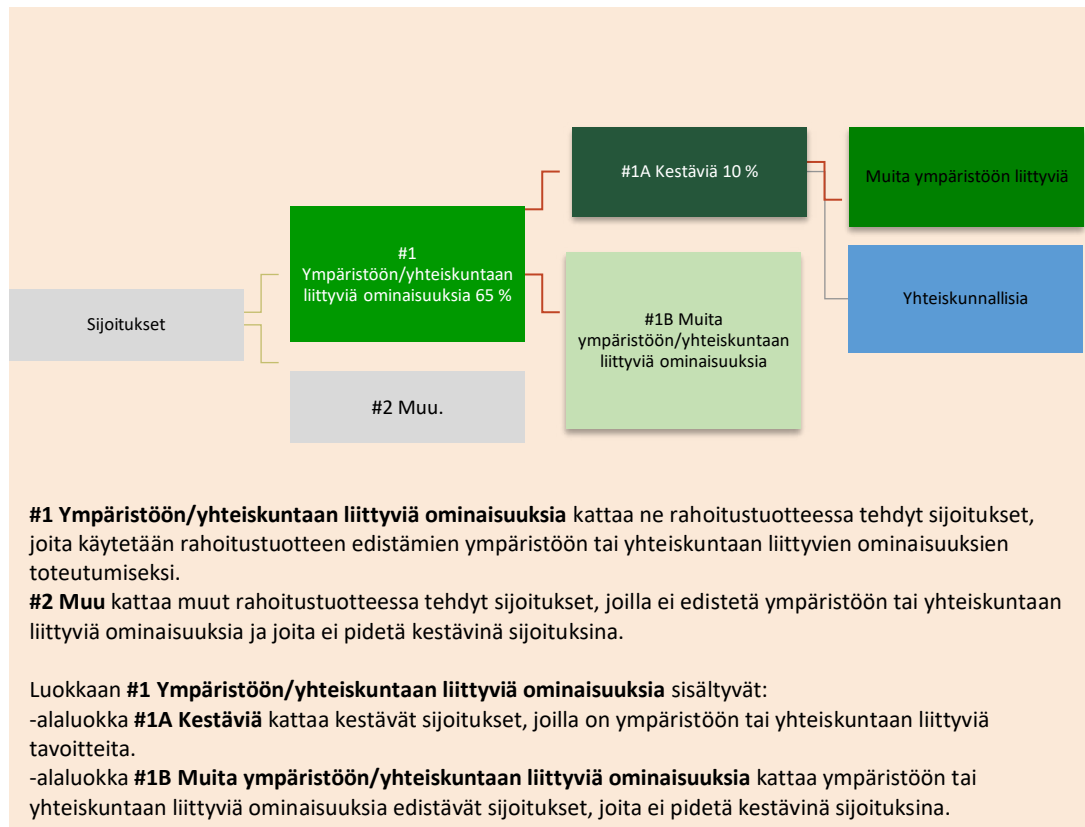 #1A Kestäviä 10 %
Muita ympäristöön liittyviä
#1
Ympäristöön/yhteiskuntaan
liittyviä ominaisuuksia 65 %
Sijoitukset
Yhteiskunnallisia
#1B Muita
ympäristöön/yhteiskuntaan
liittyviä ominaisuuksia
#2 Muu.
#1 Ympäristöön/yhteiskuntaan liittyviä ominaisuuksia kattaa ne rahoitustuotteessa tehdyt sijoitukset,
joita käytetään rahoitustuotteen edistämien ympäristöön tai yhteiskuntaan liittyvien ominaisuuksien
toteutumiseksi.
#2 Muu kattaa muut rahoitustuotteessa tehdyt sijoitukset, joilla ei edistetä ympäristöön tai yhteiskuntaan
liittyviä ominaisuuksia ja joita ei pidetä kestävinä sijoituksina.
Luokkaan #1 Ympäristöön/yhteiskuntaan liittyviä ominaisuuksia sisältyvät:
-alaluokka #1A Kestäviä kattaa kestävät sijoitukset, joilla on ympäristöön tai yhteiskuntaan liittyviä
tavoitteita.
-alaluokka #1B Muita ympäristöön/yhteiskuntaan liittyviä ominaisuuksia kattaa ympäristöön tai
yhteiskuntaan liittyviä ominaisuuksia edistävät sijoitukset, joita ei pidetä kestävinä sijoituksina.